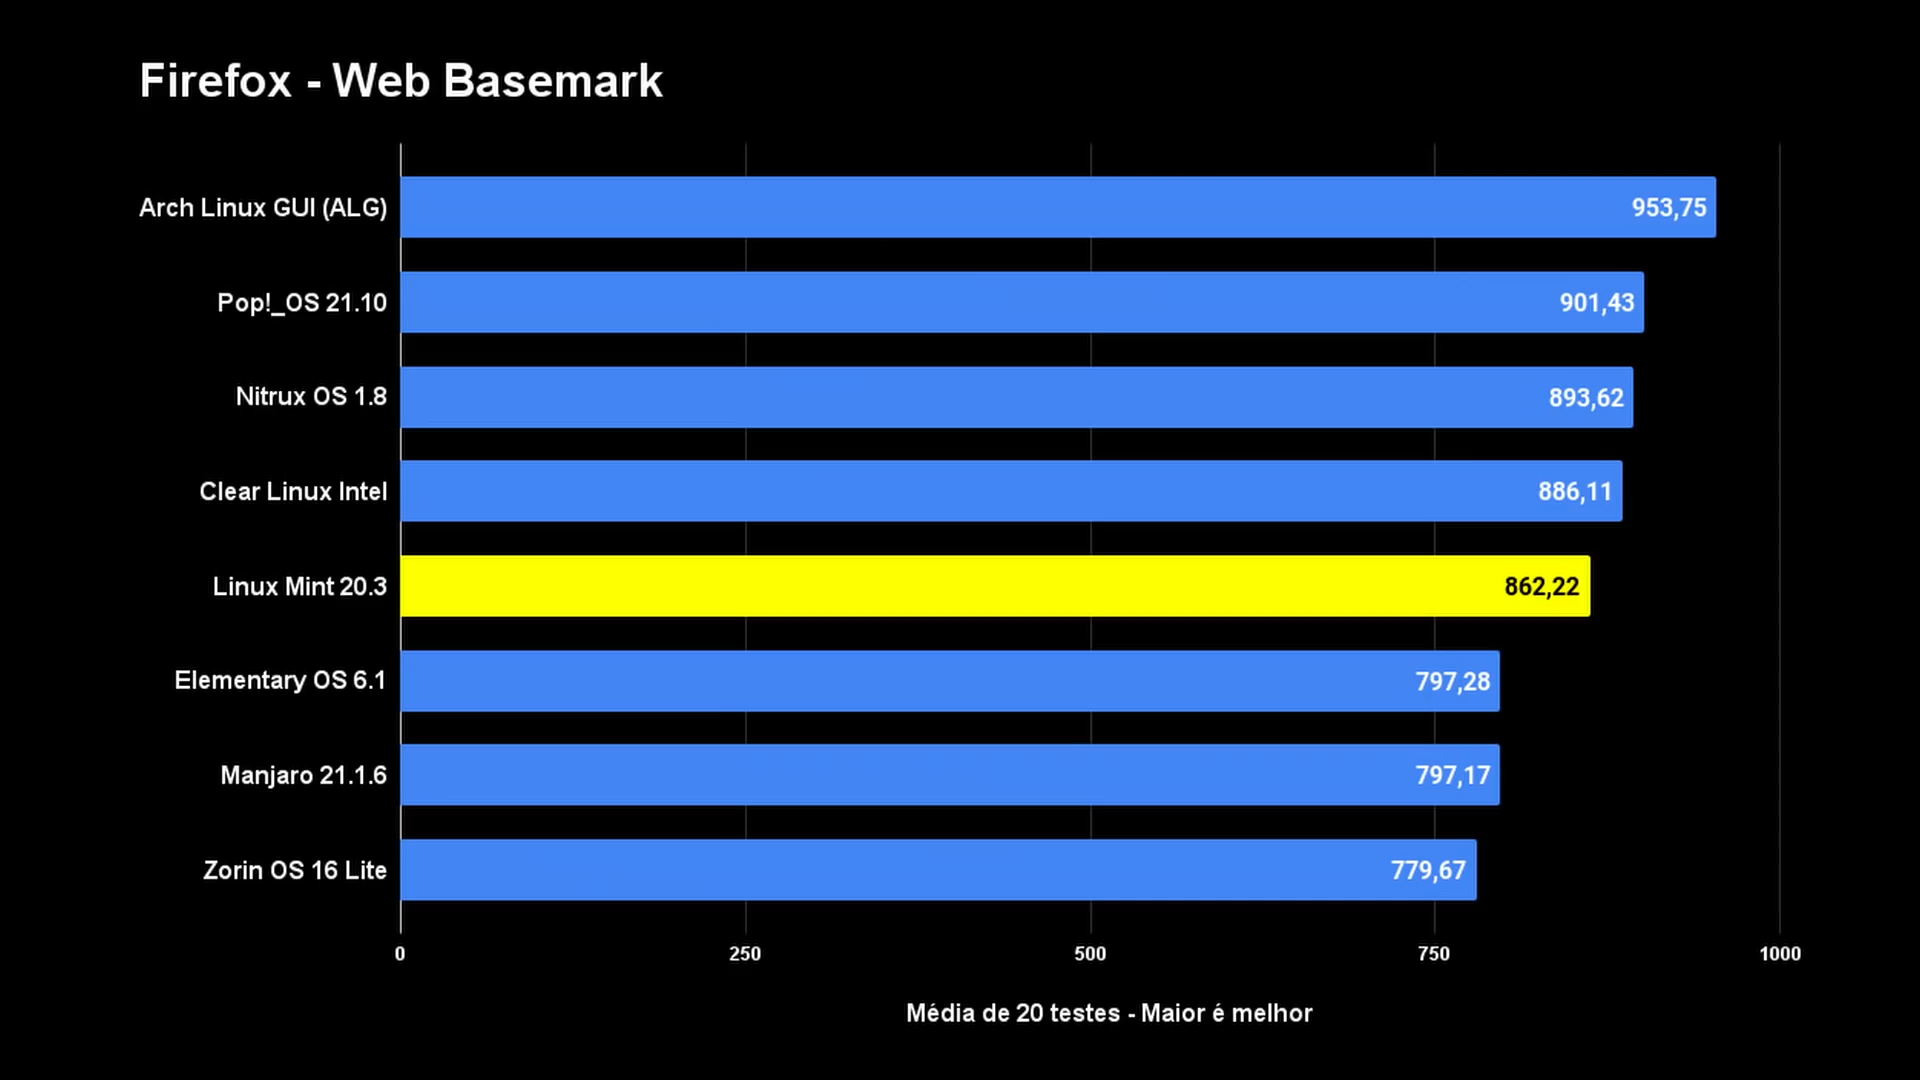 Firefox - Web Basemark
Arch Linux GUI (ALG) 953,75
Pop!_OS 21.10 901,43
Nitrux OS 1.8 893,62
Clear Linux Intel 886,11
Linux Mint 20.3 862,22
Elementary OS 6.1 797,28
Manjaro 21.1.6 797,17
Zorin OS 16 Lite 779,67
0 250 500 750 1000
Média de 20 testes - Maior é melhor